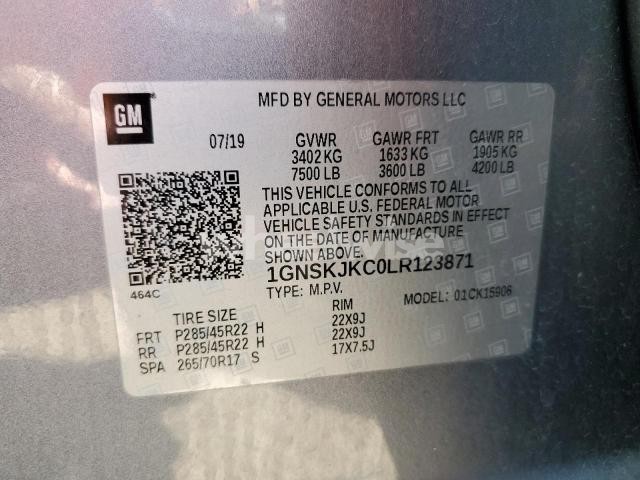 GM
MFD BY GENERAL MOTORS LLC
07/19 GVWR GAWR FRT GAWR RR
3402 KG 1633 KG 1905 KG
7500 LB 3600 LB 4200 LB
THIS VEHICLE CONFORMS TO ALL
APPLICABLE U.S. FEDERAL MOTOR
VEHICLE SAFETY STANDARDS IN EFFECT
ON THE DATE OF MANUFACTURE
SHOWN ABOVE.
1GNSKJKC0LR123871
464C
TYPE: M.P.V. MODEL: 01CK15906
TIRE SIZE RIM
FRT P285/45R22 H 22X9J
RR P285/45R22 H 22X9J
SPA 265/70R17 S 17X7.5J